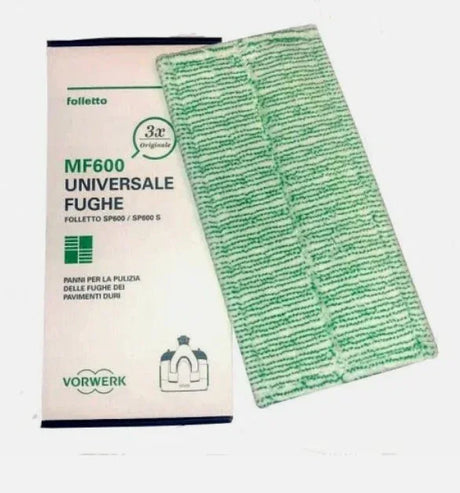 folletto
3x
Originale
MF600
UNIVERSALE
FUGHE
FOLLETTO SP600 / SP600 S
PANNI PER LA PULIZIA
DELLE FUGHE DEI
PAVIMENTI DURI
VORWERK